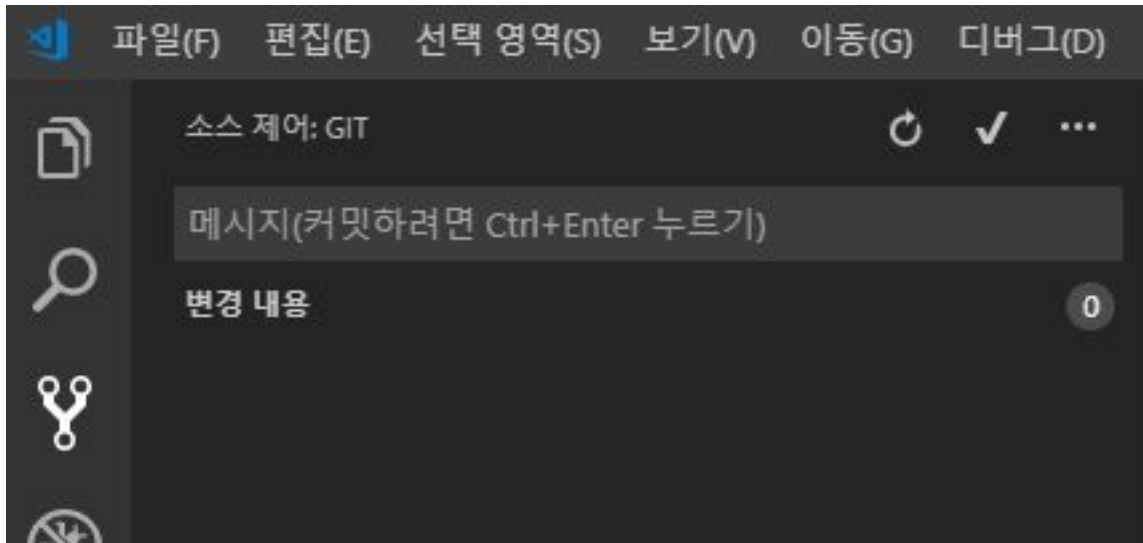 파일(F) 편집(E) 선택 영역(S) 보기(V) 이동(G) 디버그(D)
소스 제어: GIT
메시지(커밋하려면 Ctrl+Enter 누르기)
변경 내용 0